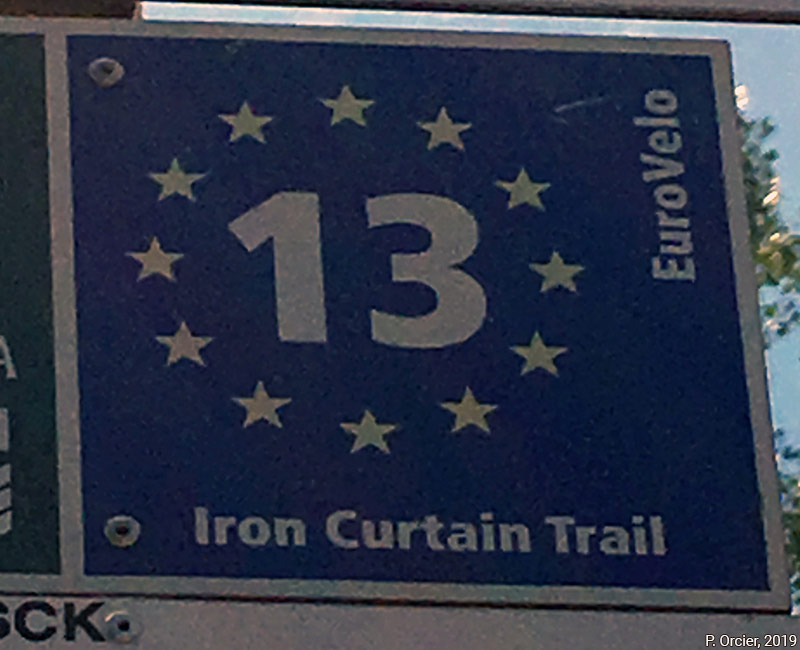 13
EuroVelo
Iron Curtain Trail
A
SCK
P. Orcier, 2019